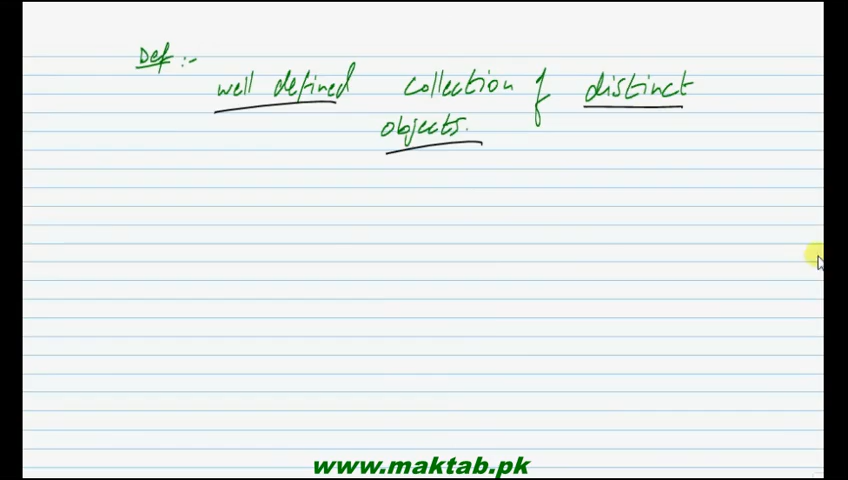 Def :-
well defined collection of distinct
objects.
www.maktab.pk